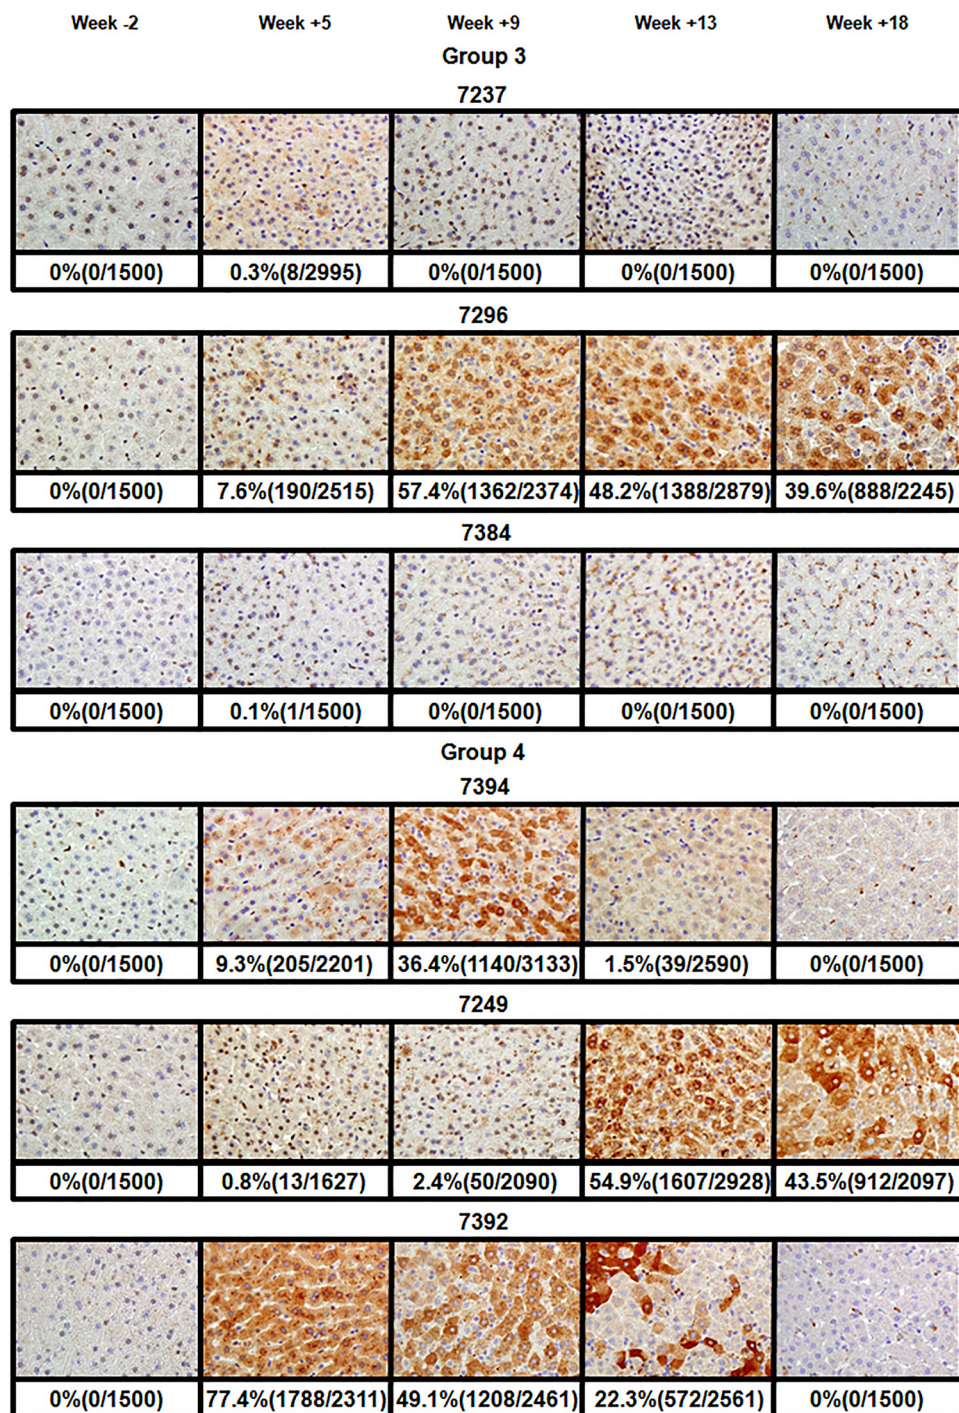 Week -2 Week +5 Week +9 Week +13 Week +18
Group 3
7237
0%(0/1500) 0.3%(8/2995) 0%(0/1500) 0%(0/1500) 0%(0/1500)
7296
0%(0/1500) 7.6%(190/2515) 57.4%(1362/2374) 48.2%(1388/2879) 39.6%(888/2245)
7384
0%(0/1500) 0.1%(1/1500) 0%(0/1500) 0%(0/1500) 0%(0/1500)
Group 4
7394
0%(0/1500) 9.3%(205/2201) 36.4%(1140/3133) 1.5%(39/2590) 0%(0/1500)
7249
0%(0/1500) 0.8%(13/1627) 2.4%(50/2090) 54.9%(1607/2928) 43.5%(912/2097)
7392
0%(0/1500) 77.4%(1788/2311) 49.1%(1208/2461) 22.3%(572/2561) 0%(0/1500)